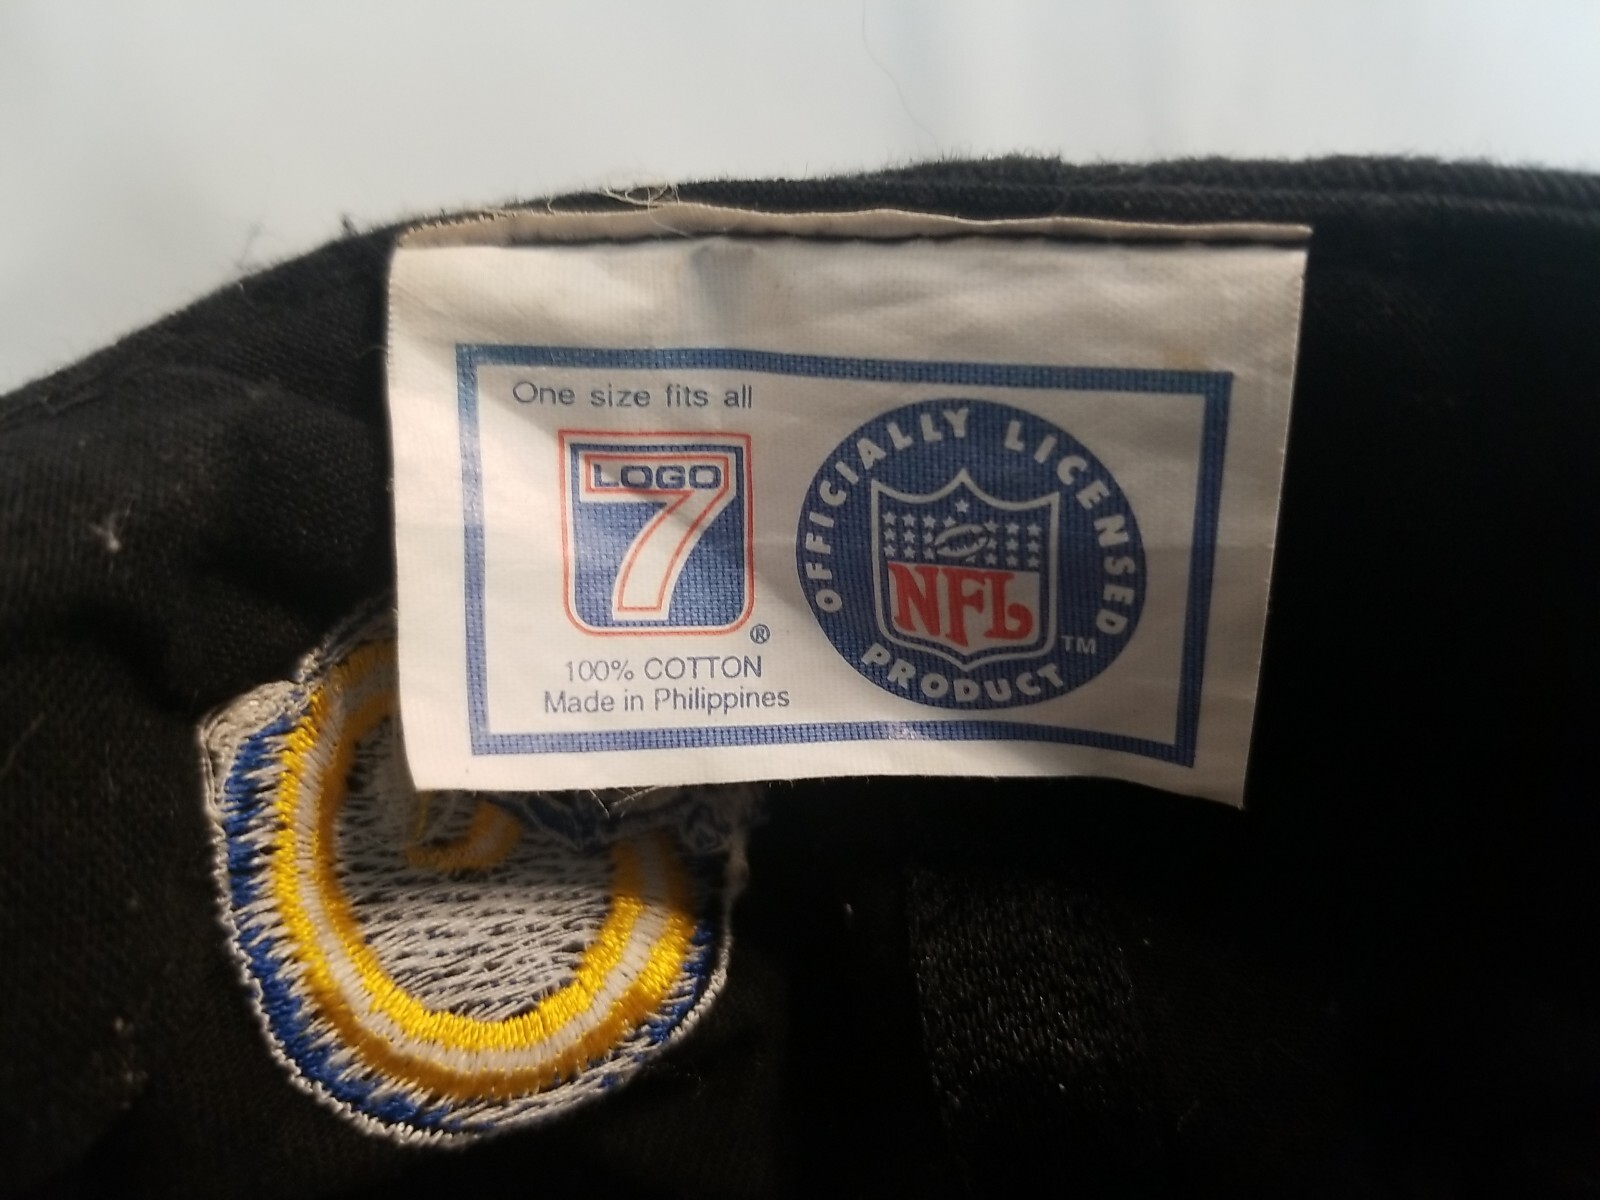 One size fits all
LOGO
7
®
100% COTTON
Made in Philippines
OFFICIALLY LICENSED
NFL
TM
PRODUCT